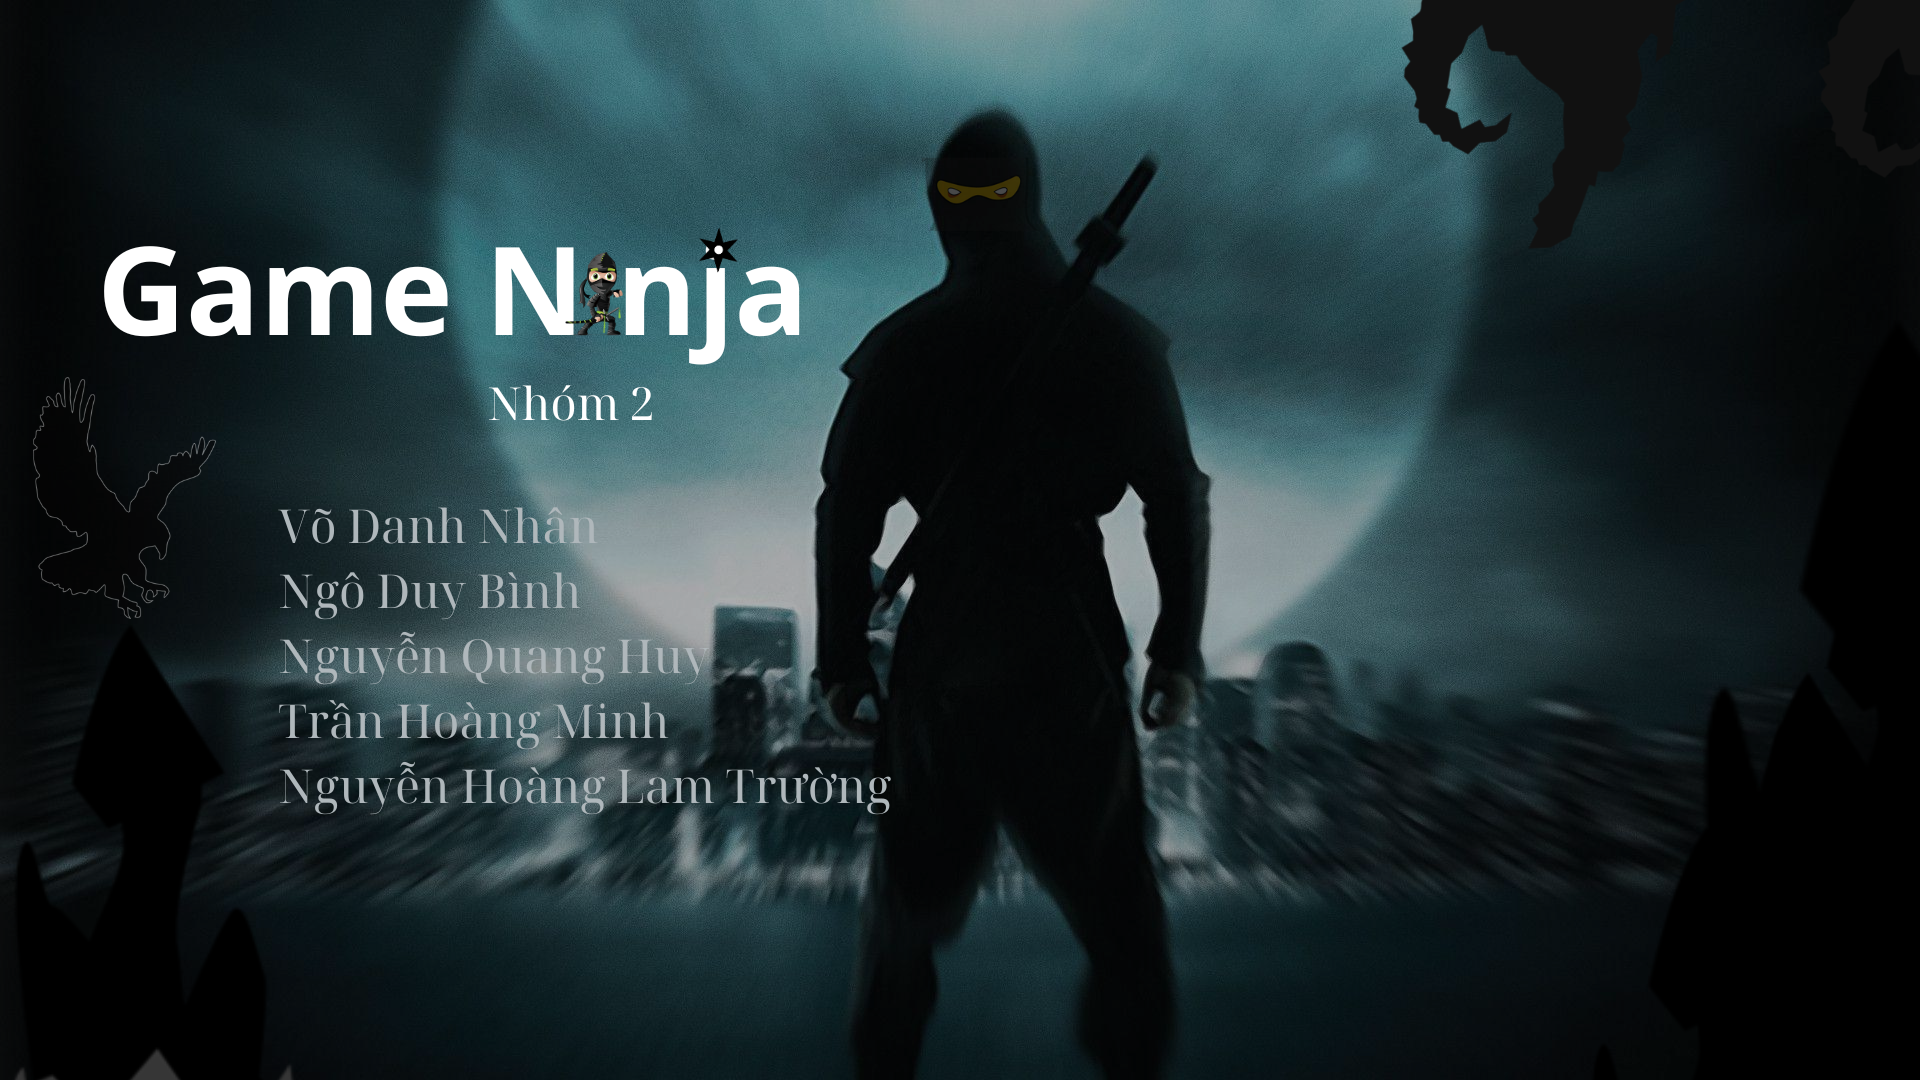 Game Ninja
Nhóm 2
Võ Danh Nhân
Ngô Duy Bình
Nguyễn Quang Huy
Trần Hoàng Minh
Nguyễn Hoàng Lam Trường